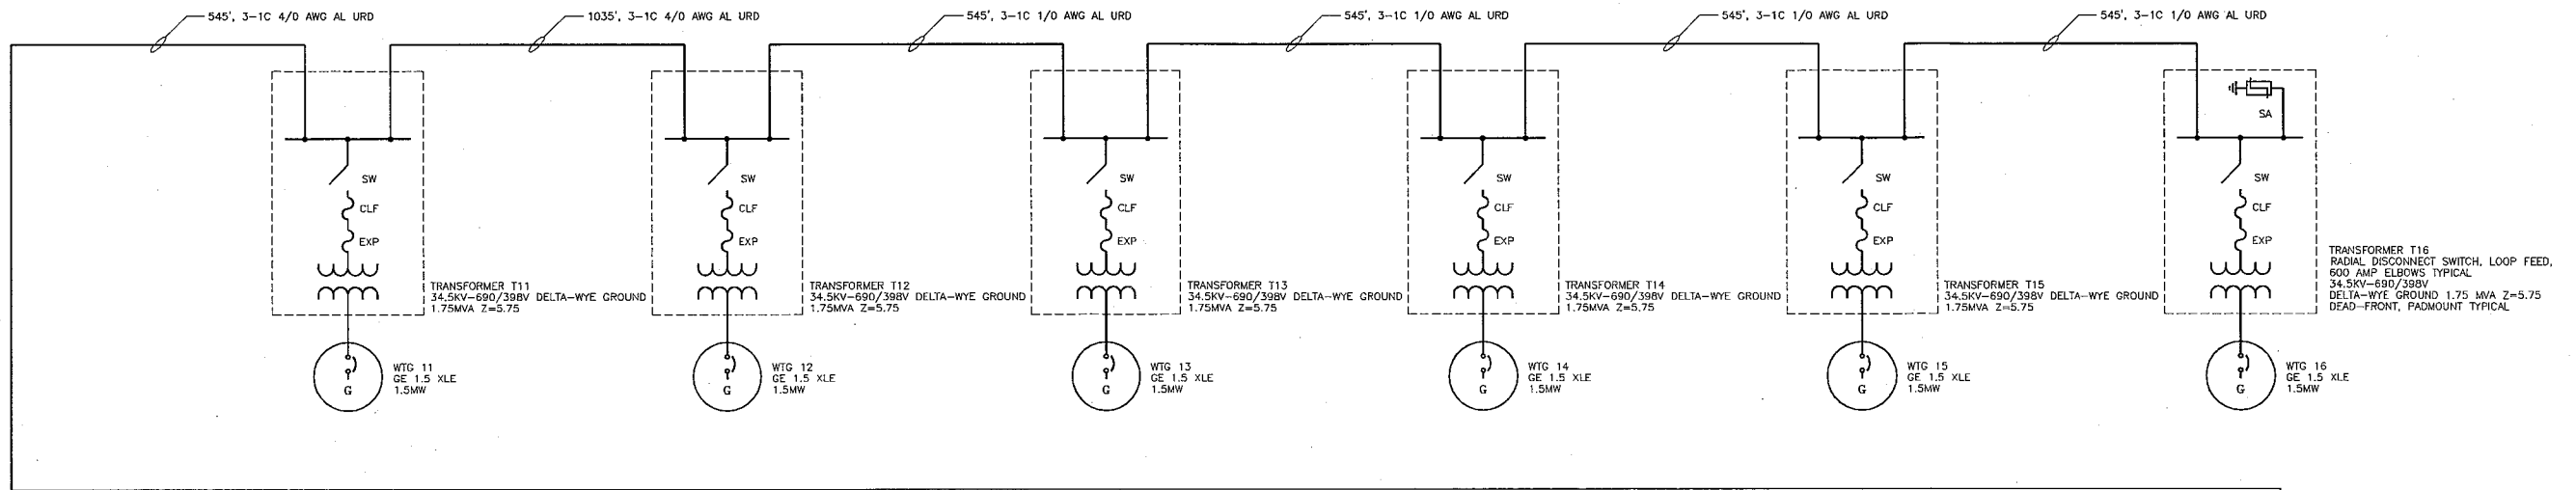 545', 3-1C 4/0 AWG AL URD
1035', 3-1C 4/0 AWG AL URD
545', 3-1C 1/0 AWG AL URD
545', 3-1C 1/0 AWG AL URD
545', 3-1C 1/0 AWG AL URD
545', 3-1C 1/0 AWG AL URD
SW
CLF
EXP
TRANSFORMER T11
34.5KV-690/398V DELTA-WYE GROUND
1.75MVA Z=5.75
WTG 11
GE 1.5 XLE
1.5MW
G
SW
CLF
EXP
TRANSFORMER T12
34.5KV-690/398V DELTA-WYE GROUND
1.75MVA Z=5.75
WTG 12
GE 1.5 XLE
1.5MW
G
SW
CLF
EXP
TRANSFORMER T13
34.5KV-690/398V DELTA-WYE GROUND
1.75MVA Z=5.75
WTG 13
GE 1.5 XLE
1.5MW
G
SW
CLF
EXP
TRANSFORMER T14
34.5KV-690/398V DELTA-WYE GROUND
1.75MVA Z=5.75
WTG 14
GE 1.5 XLE
1.5MW
G
SW
CLF
EXP
TRANSFORMER T15
34.5KV-690/398V DELTA-WYE GROUND
1.75MVA Z=5.75
WTG 15
GE 1.5 XLE
1.5MW
G
SA
SW
CLF
EXP
TRANSFORMER T16
RADIAL DISCONNECT SWITCH, LOOP FEED,
600 AMP ELBOWS TYPICAL
34.5KV-690/398V
DELTA-WYE GROUND 1.75 MVA Z=5.75
DEAD-FRONT, PADMOUNT TYPICAL
WTG 16
GE 1.5 XLE
1.5MW
G